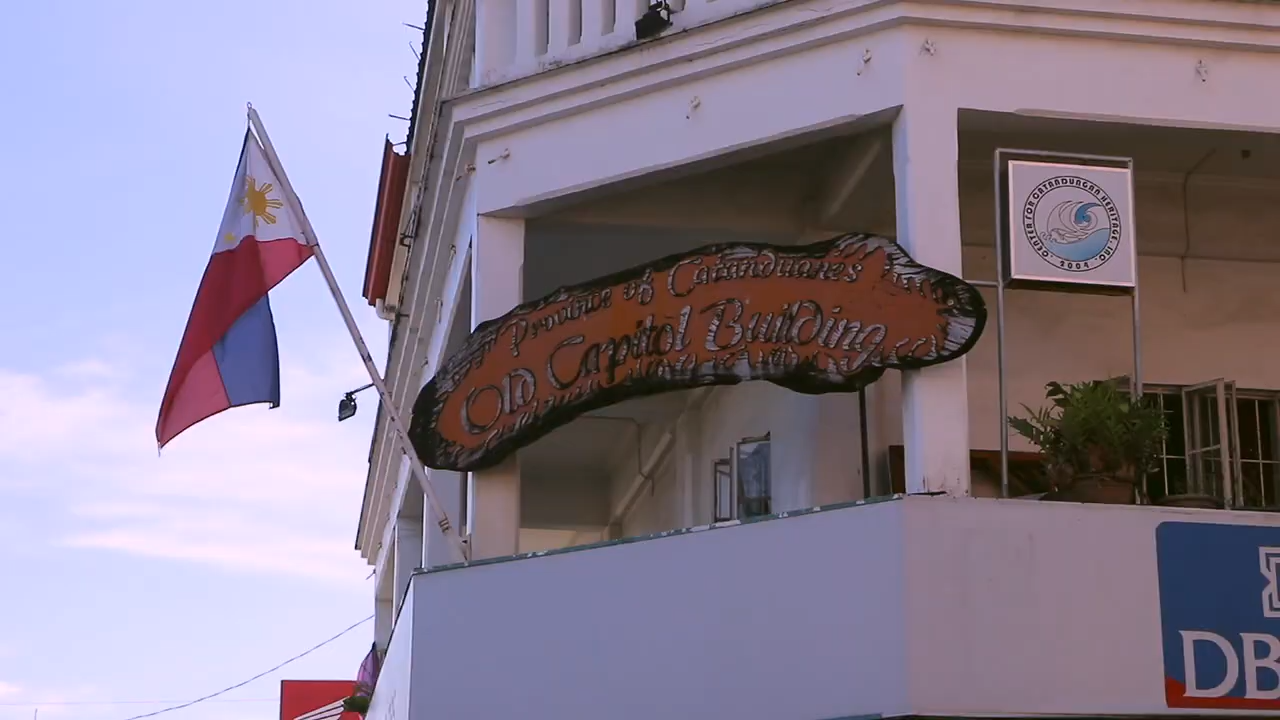 Province of Catanduanes
Old Capitol Building
CENTER FOR CATANDUNGAN HERITAGE, INC.
2004
DB